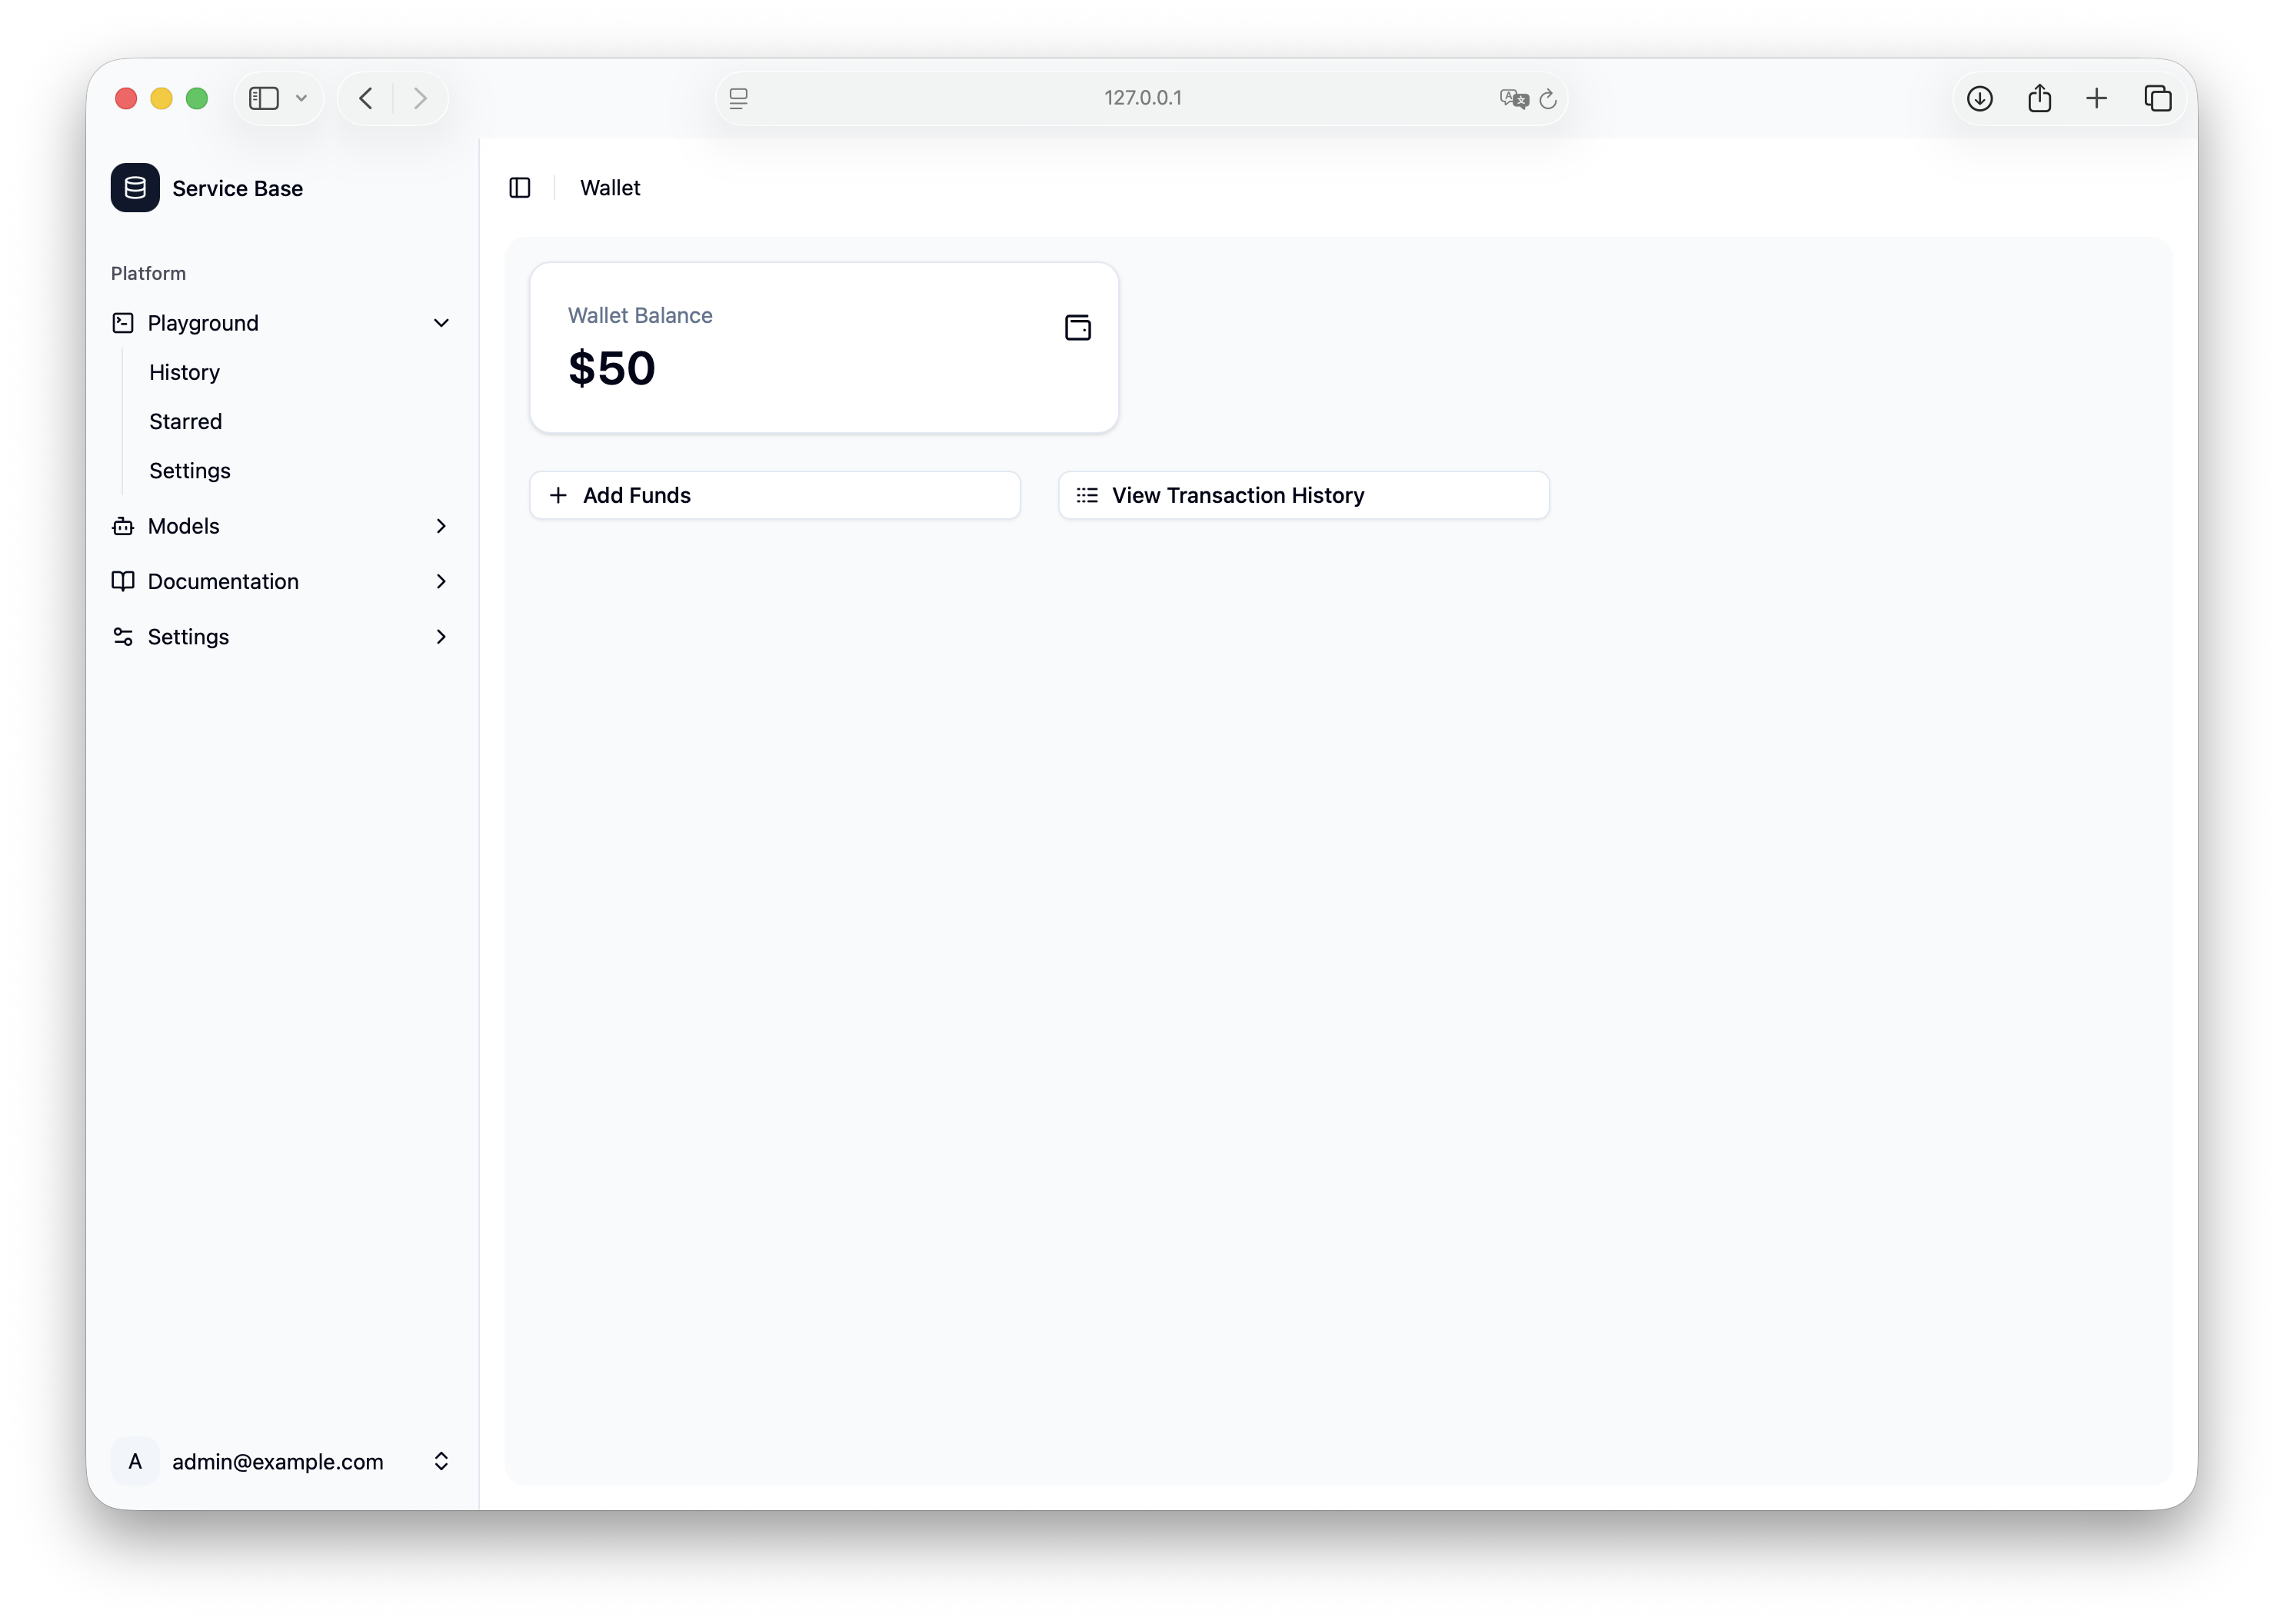 127.0.0.1
Service Base
Platform
Playground
History
Starred
Settings
Models
Documentation
Settings
A
admin@example.com
Wallet
Wallet Balance
$50
Add Funds
View Transaction History